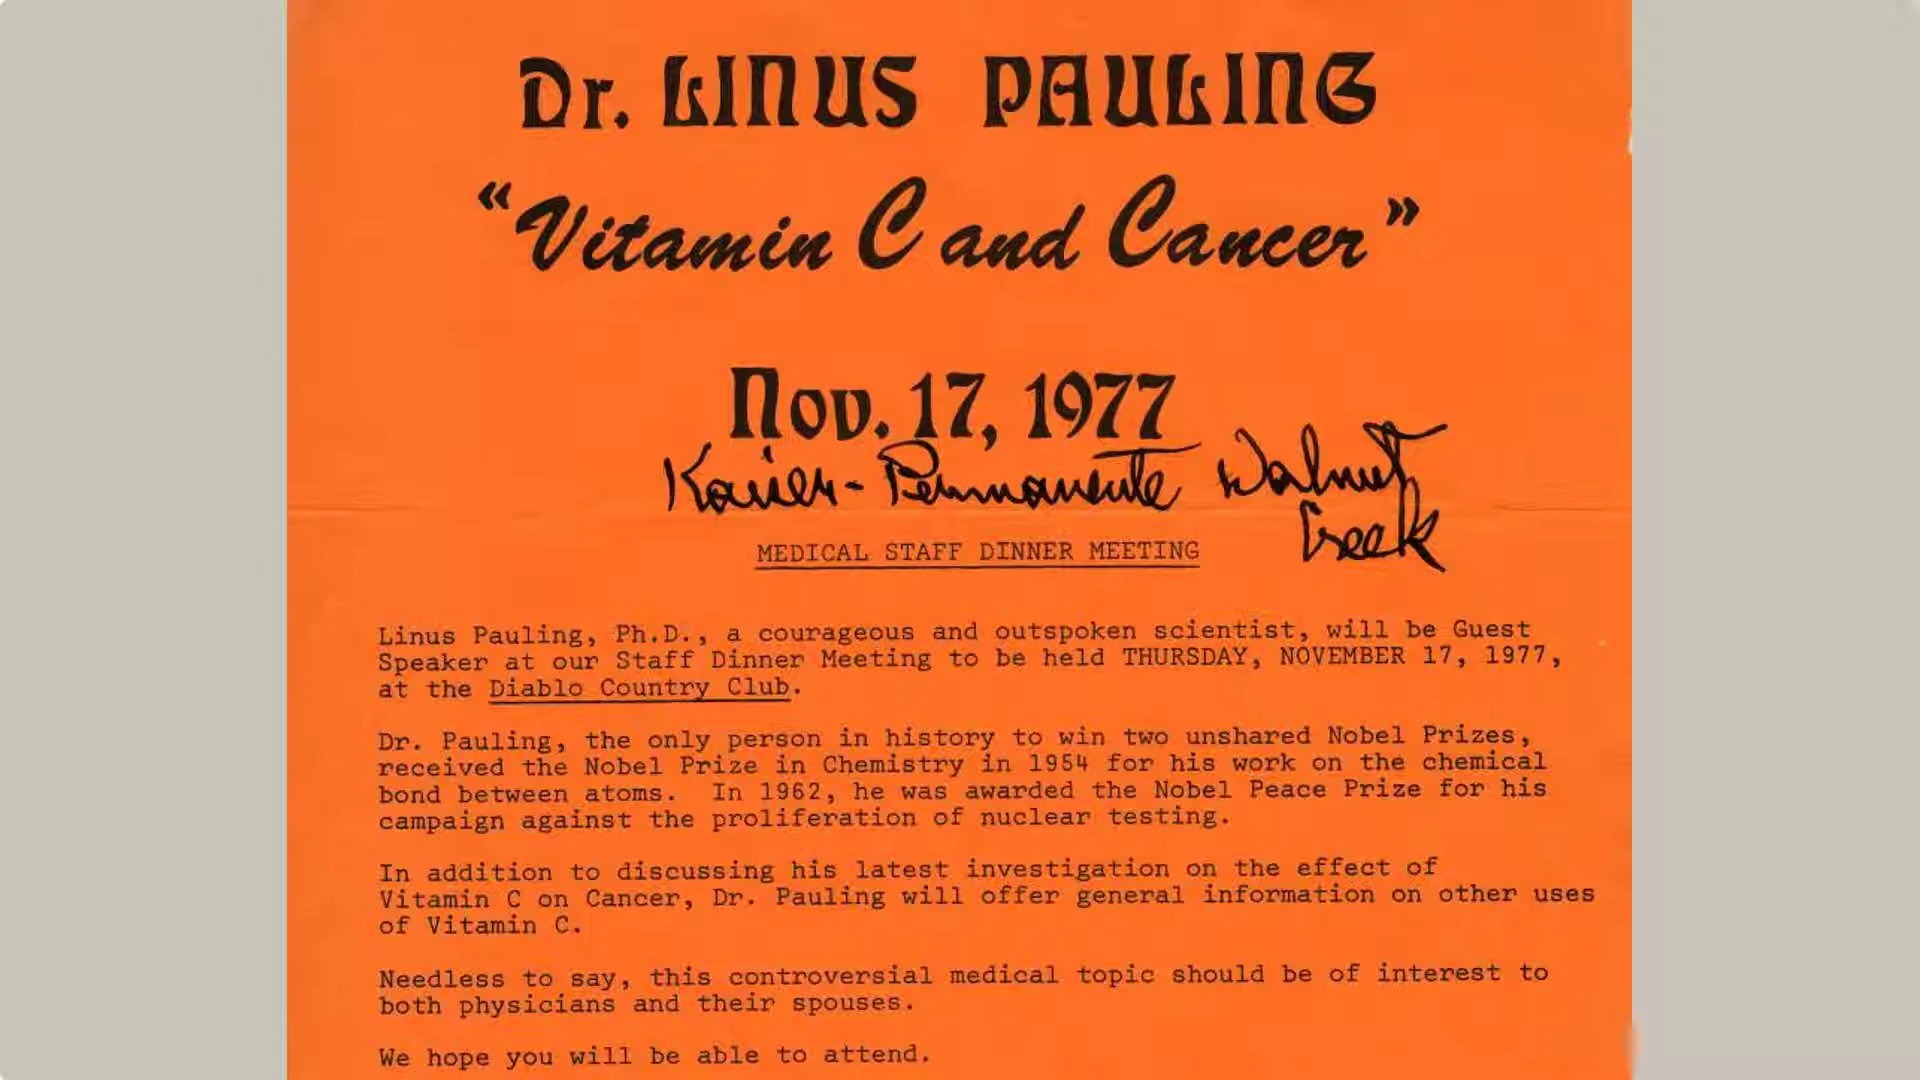 Dr. LINUS PAULING
"Vitamin C and Cancer"
Nov. 17, 1977
Kaiser-Permanente Walnut
Creek
MEDICAL STAFF DINNER MEETING
Linus Pauling, Ph.D., a courageous and outspoken scientist, will be Guest
Speaker at our Staff Dinner Meeting to be held THURSDAY, NOVEMBER 17, 1977,
at the Diablo Country Club.
Dr. Pauling, the only person in history to win two unshared Nobel Prizes,
received the Nobel Prize in Chemistry in 1954 for his work on the chemical
bond between atoms. In 1962, he was awarded the Nobel Peace Prize for his
campaign against the proliferation of nuclear testing.
In addition to discussing his latest investigation on the effect of
Vitamin C on Cancer, Dr. Pauling will offer general information on other uses
of Vitamin C.
Needless to say, this controversial medical topic should be of interest to
both physicians and their spouses.
We hope you will be able to attend.